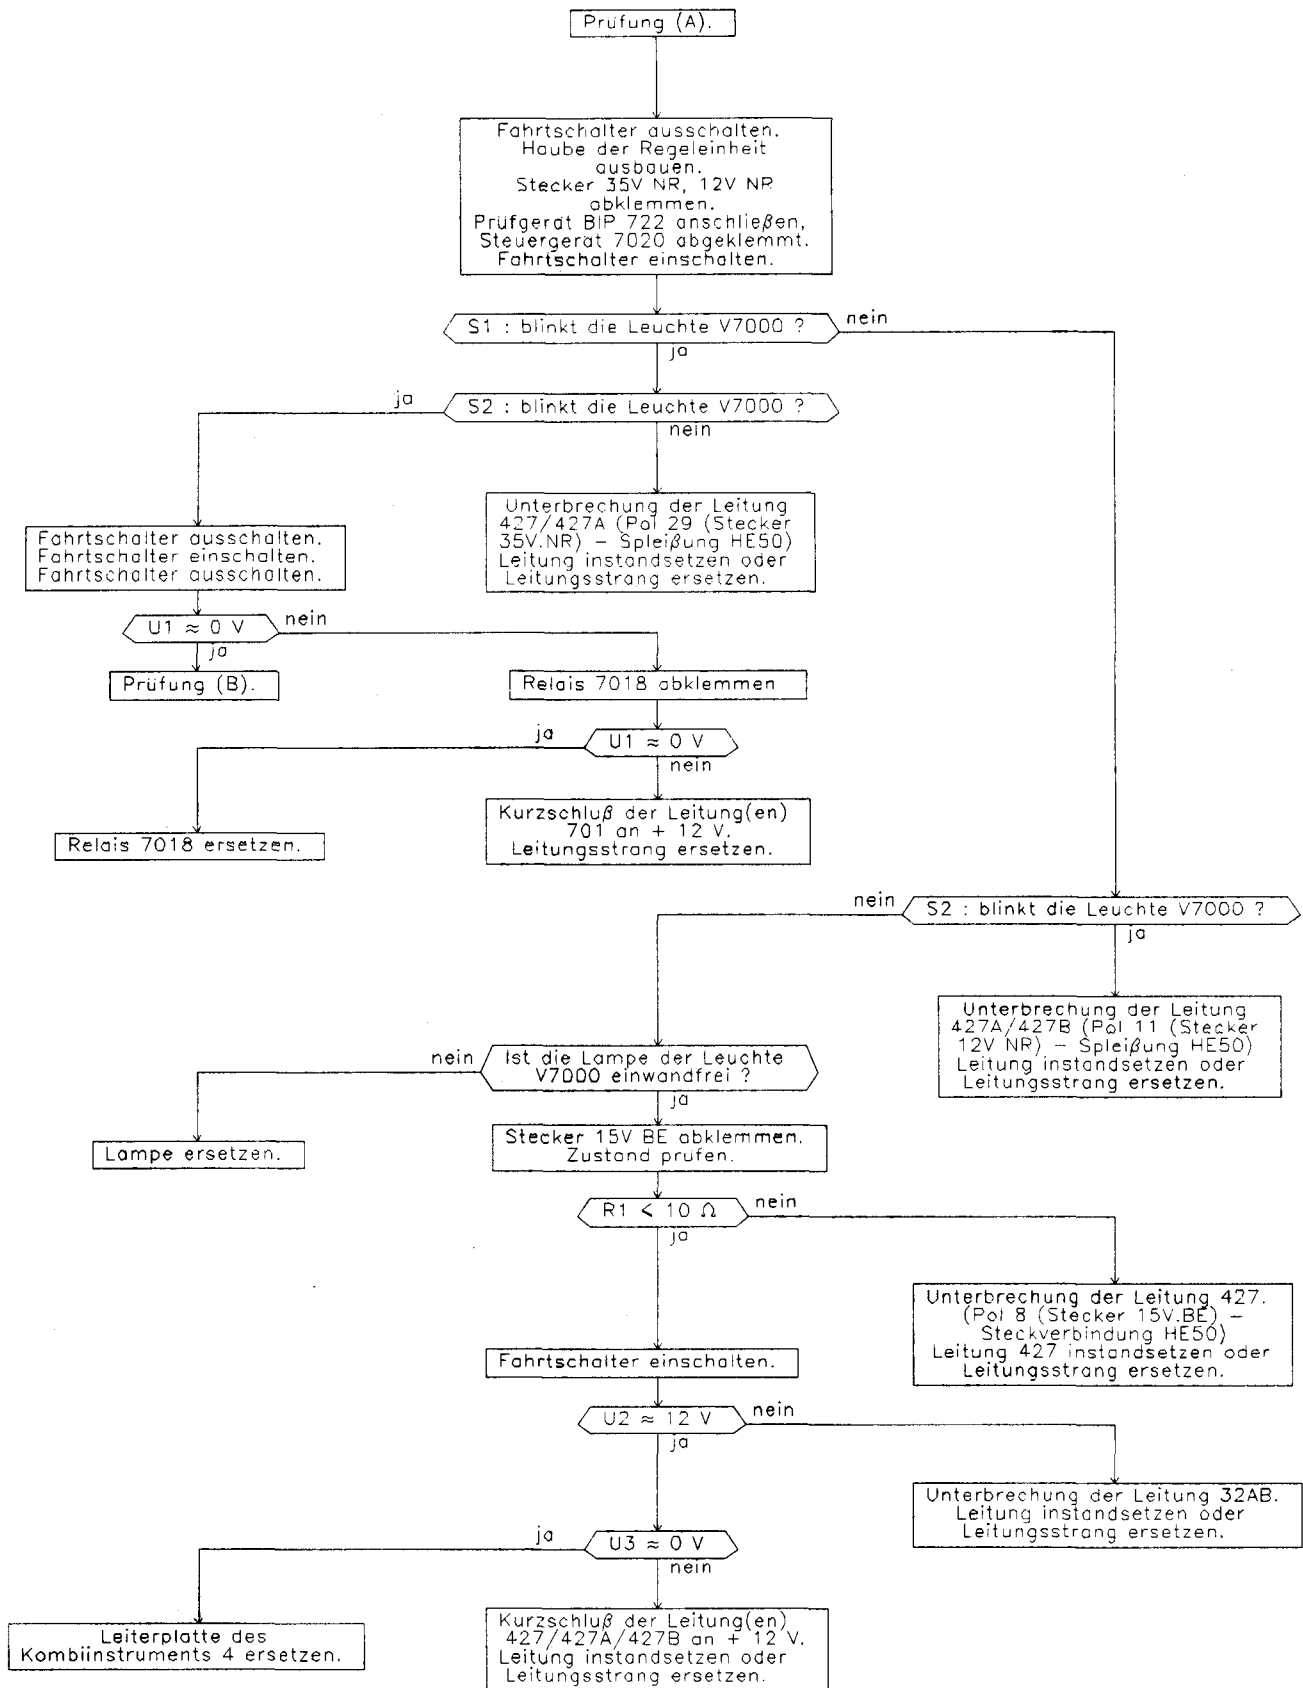 Prüfung (A).
Fahrtschalter ausschalten.
Haube der Regeleinheit
ausbauen.
Stecker 35V NR, 12V NR
abklemmen.
Prüfgerät BIP 722 anschließen,
Steuergerät 7020 abgeklemmt.
Fahrtschalter einschalten.
S1 : blinkt die Leuchte V7000 ?
nein
ja
S2 : blinkt die Leuchte V7000 ?
ja
nein
Unterbrechung der Leitung
427/427A (Pol 29 (Stecker
35V.NR) – Spleißung HE50)
Leitung instandsetzen oder
Leitungsstrang ersetzen.
Fahrtschalter ausschalten.
Fahrtschalter einschalten.
Fahrtschalter ausschalten.
U1 ≈ 0 V
nein
ja
Prüfung (B).
Relais 7018 abklemmen
U1 ≈ 0 V
ja
nein
Relais 7018 ersetzen.
Kurzschluß der Leitung(en)
701 an + 12 V.
Leitungsstrang ersetzen.
S2 : blinkt die Leuchte V7000 ?
nein
ja
Unterbrechung der Leitung
427A/427B (Pol 11 (Stecker
12V NR) – Spleißung HE50)
Leitung instandsetzen oder
Leitungsstrang ersetzen.
Ist die Lampe der Leuchte
V7000 einwandfrei ?
nein
ja
Lampe ersetzen.
Stecker 15V BE abklemmen.
Zustand prüfen.
R1 < 10 Ω
nein
ja
Unterbrechung der Leitung 427.
(Pol 8 (Stecker 15V.BE) –
Steckverbindung HE50)
Leitung 427 instandsetzen oder
Leitungsstrang ersetzen.
Fahrtschalter einschalten.
U2 ≈ 12 V
nein
ja
Unterbrechung der Leitung 32AB.
Leitung instandsetzen oder
Leitungsstrang ersetzen.
U3 ≈ 0 V
ja
nein
Leiterplatte des
Kombiinstruments 4 ersetzen.
Kurzschluß der Leitung(en)
427/427A/427B an + 12 V.
Leitung instandsetzen oder
Leitungsstrang ersetzen.